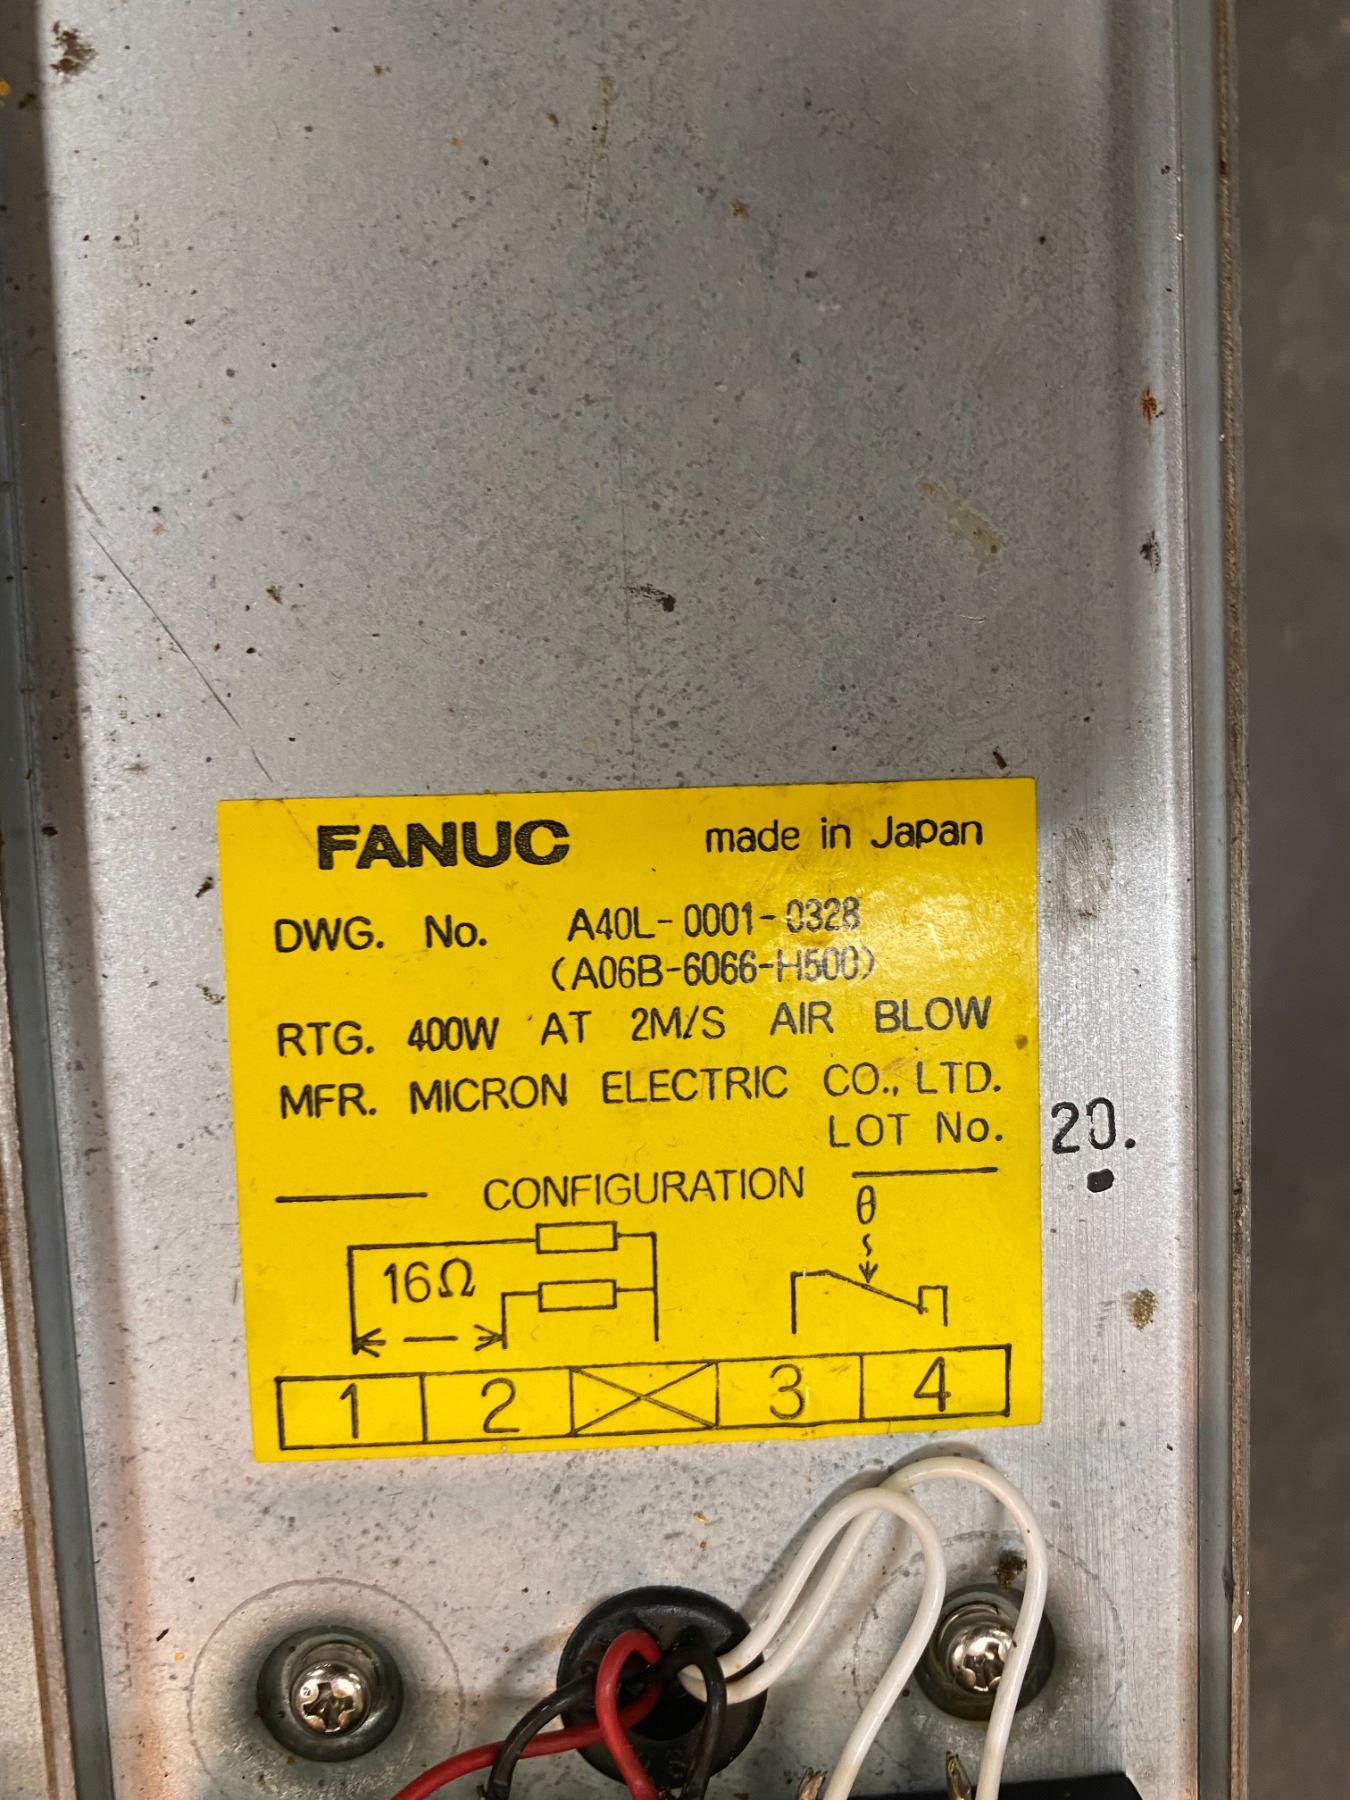 FANUC made in Japan
DWG. No. A40L-0001-0328
(A06B-6066-H500)
RTG. 400W AT 2M/S AIR BLOW
MFR. MICRON ELECTRIC CO., LTD.
LOT No. 20.
CONFIGURATION
θ
16Ω
1 2 3 4